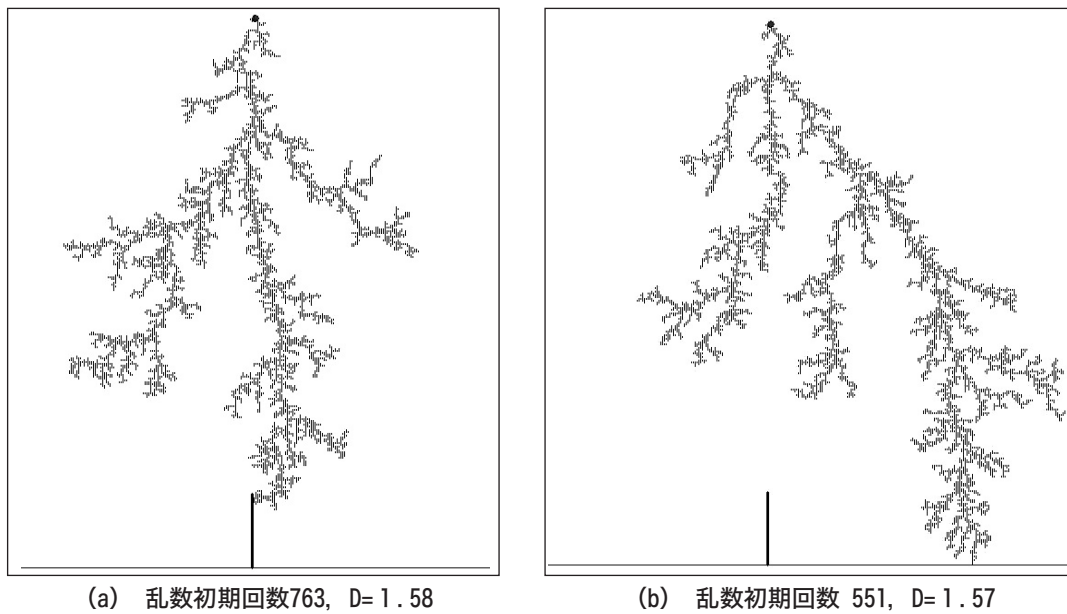 (a) 乱数初期回数763, D= 1 . 58
(b) 乱数初期回数 551, D= 1 . 57